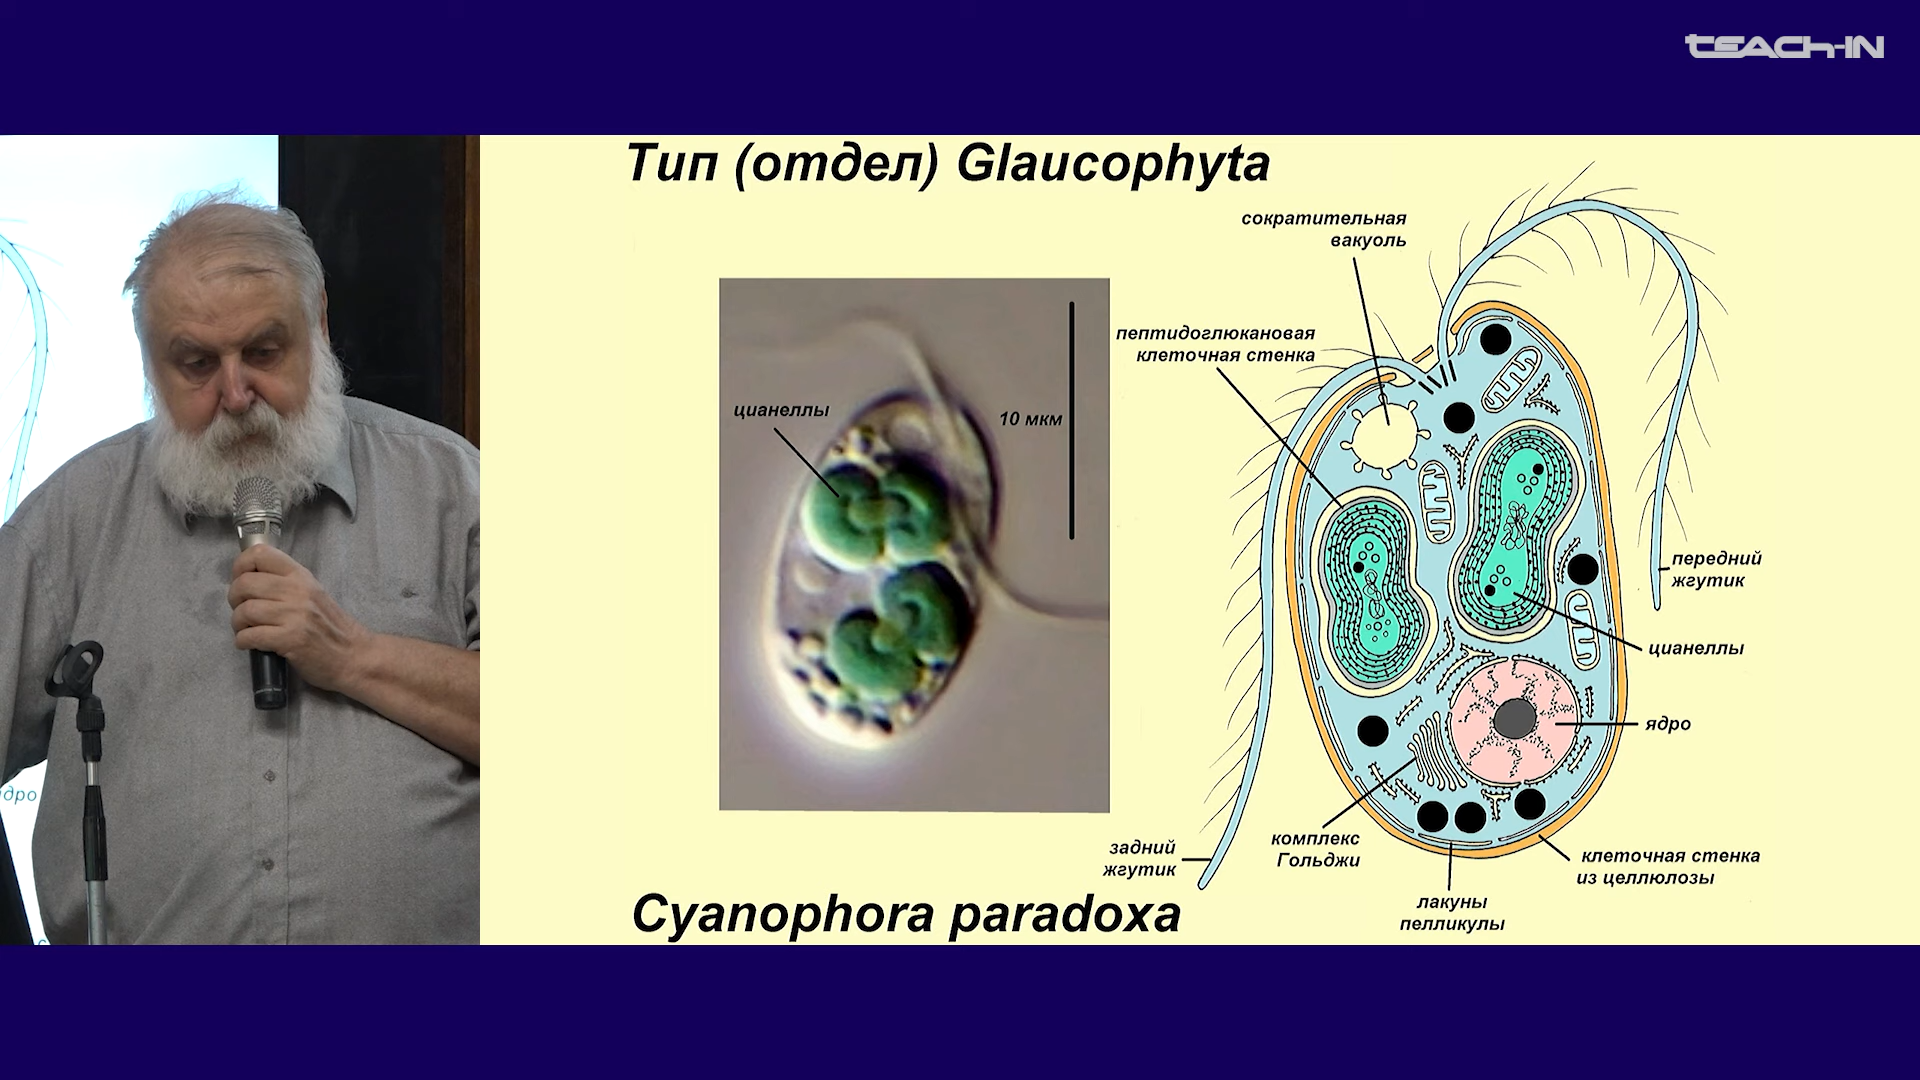 TEACH-IN
Тип (отдел) Glaucophyta
сократительная
вакуоль
пептидоглюкановая
клеточная стенка
цианеллы
10 мкм
передний
жгутик
цианеллы
ядро
комплекс
Гольджи
задний
жгутик
клеточная стенка
из целлюлозы
лакуны
пелликулы
Cyanophora paradoxa
ядро